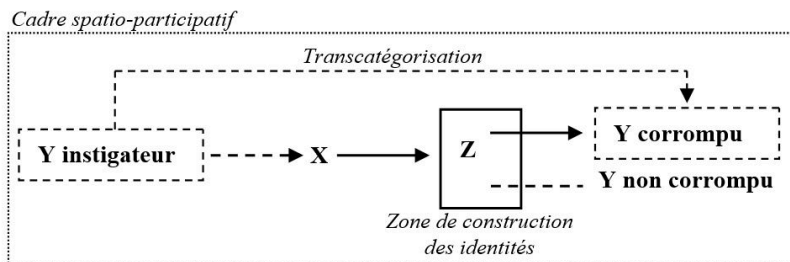 Cadre spatio-participatif
Transcatégorisation
Y instigateur
X
Z
Y corrompu
Y non corrompu
Zone de construction
des identités